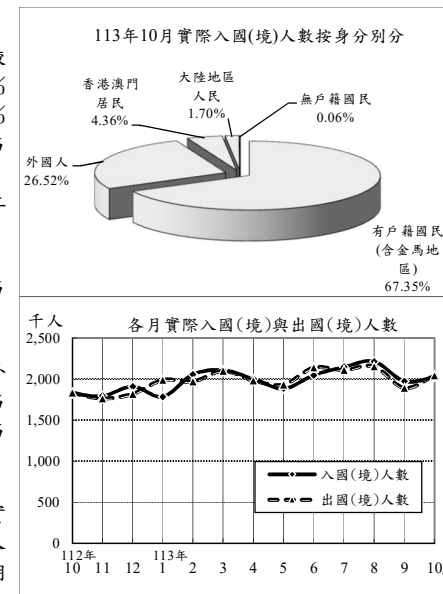 113年10月實際入國(境)人數按身分別分
香港澳門
居民
4.36%
大陸地區
人民
1.70%
無戶籍國民
0.06%
外國人
26.52%
有戶籍國民
(含金馬地
區)
67.35%
千人
各月實際入國(境)與出國(境)人數
2,500
2,000
1,500
1,000
500
0
入國(境)人數
出國(境)人數
112年
113年
10 11 12 1 2 3 4 5 6 7 8 9 10